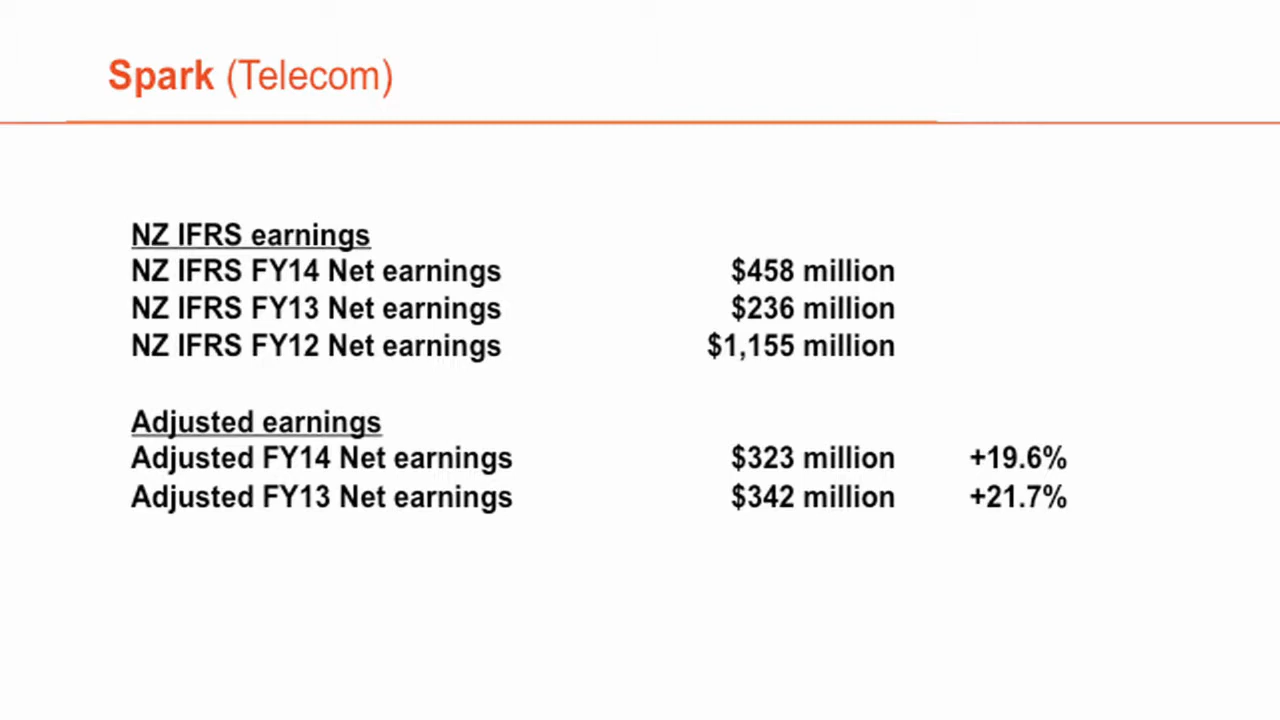 Spark (Telecom)
NZ IFRS earnings
NZ IFRS FY14 Net earnings $458 million
NZ IFRS FY13 Net earnings $236 million
NZ IFRS FY12 Net earnings $1,155 million
Adjusted earnings
Adjusted FY14 Net earnings $323 million +19.6%
Adjusted FY13 Net earnings $342 million +21.7%